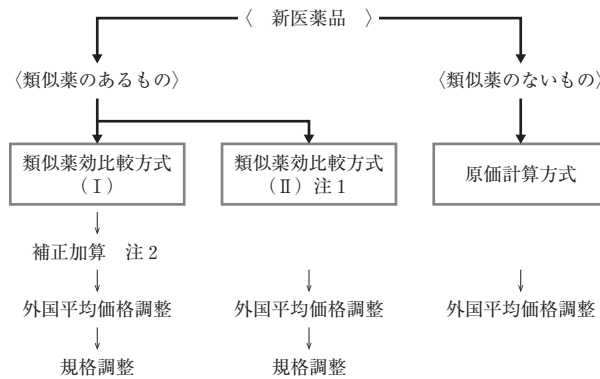 〈 新医薬品 〉
〈類似薬のあるもの〉
〈類似薬のないもの〉
類似薬効比較方式
（Ⅰ）
類似薬効比較方式
（Ⅱ）注１
原価計算方式
補正加算 注２
外国平均価格調整
外国平均価格調整
外国平均価格調整
規格調整
規格調整